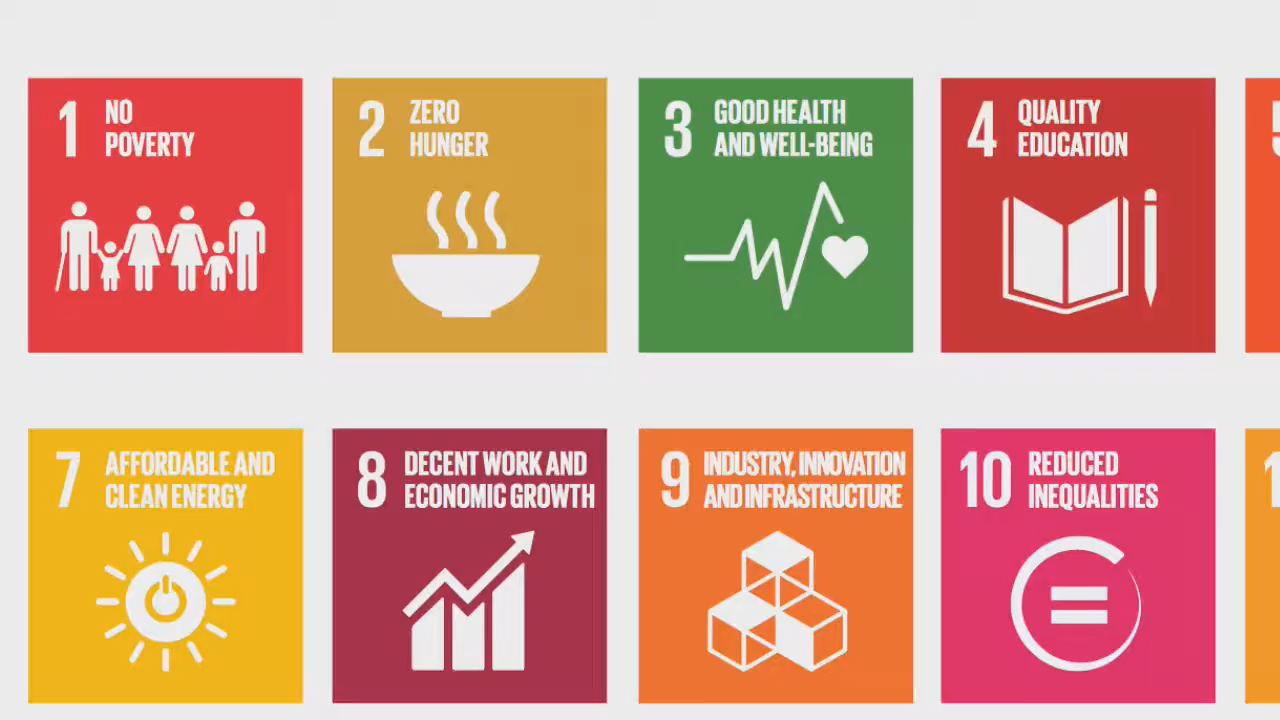 1 NO
POVERTY
2 ZERO
HUNGER
3 GOOD HEALTH
AND WELL-BEING
4 QUALITY
EDUCATION
7 AFFORDABLE AND
CLEAN ENERGY
8 DECENT WORK AND
ECONOMIC GROWTH
9 INDUSTRY, INNOVATION
AND INFRASTRUCTURE
10 REDUCED
INEQUALITIES